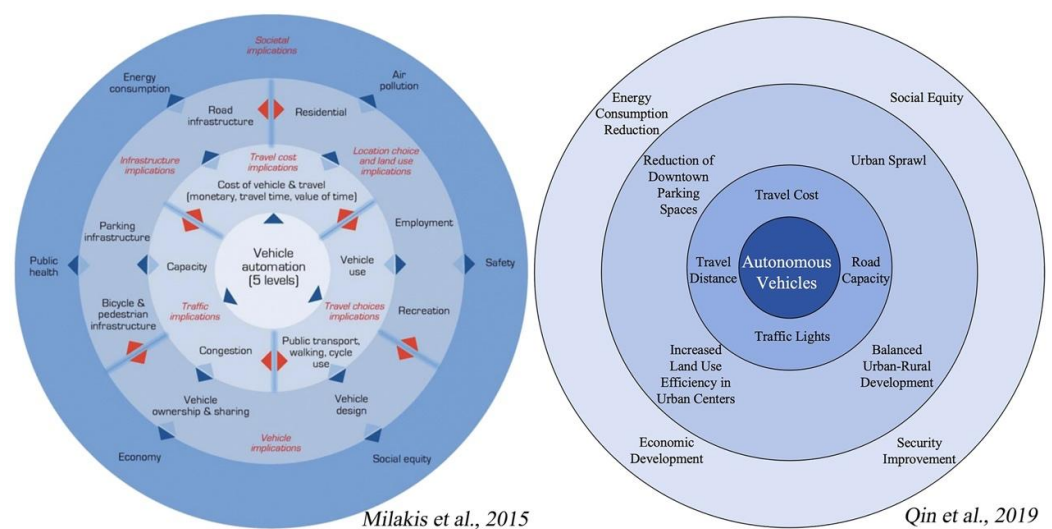 Societal
implications
Energy
consumption
Air
pollution
Road
infrastructure
Residential
Infrastructure
implications
Travel cost
implications
Location choice
and land use
implications
Cost of vehicle & travel
(monetary, travel time, value of time)
Parking
infrastructure
Employment
Public
health
Capacity
Vehicle
automation
(5 levels)
Vehicle
use
Safety
Bicycle &
pedestrian
infrastructure
Traffic
implications
Travel choices
implications
Recreation
Congestion
Public transport,
walking, cycle
use
Vehicle
ownership & sharing
Vehicle
design
Vehicle
implications
Economy
Social equity
Milakis et al., 2015
Energy
Consumption
Reduction
Social Equity
Reduction of
Downtown
Parking
Spaces
Urban Sprawl
Travel Cost
Travel
Distance
Autonomous
Vehicles
Road
Capacity
Traffic Lights
Increased
Land Use
Efficiency in
Urban Centers
Balanced
Urban-Rural
Development
Economic
Development
Security
Improvement
Qin et al., 2019